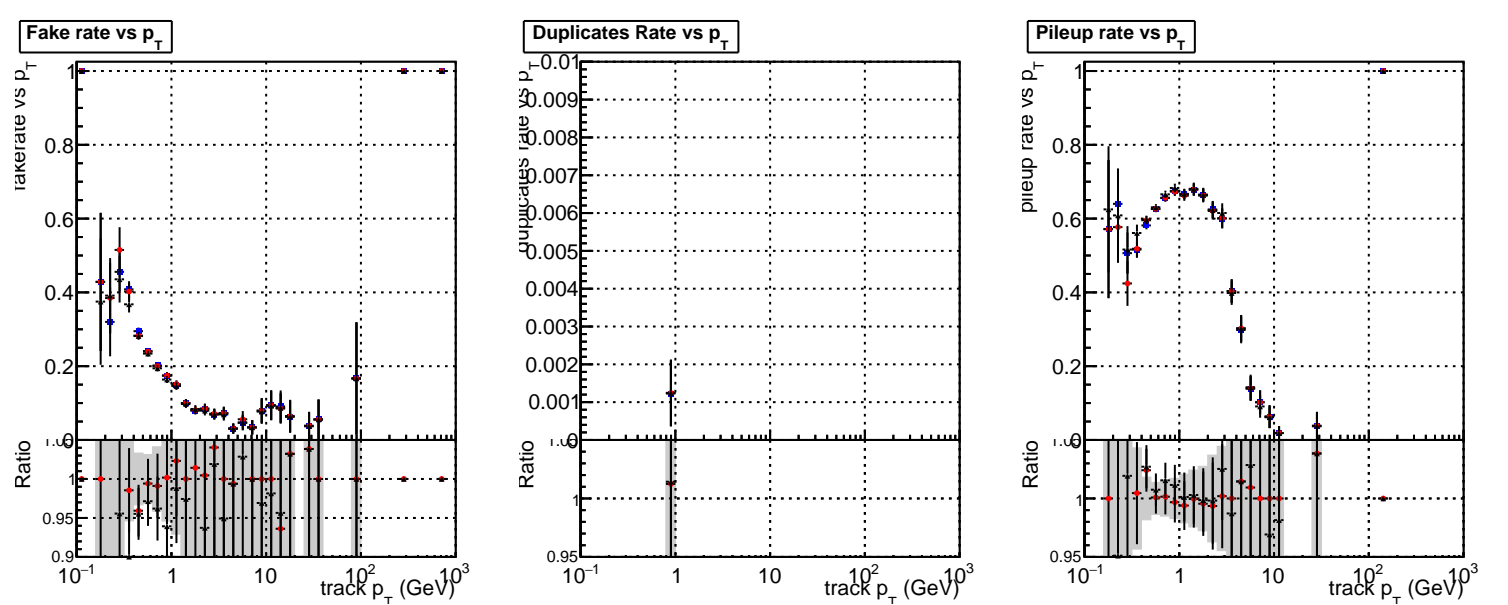 Fake rate vs p_T
fakerate vs p_T
1
0.8
0.6
0.4
0.2
Ratio
1
0.95
0.9
10^−1 1 10 10^2 10^3
track p_T (GeV)
Duplicates Rate vs p_T
duplicates rate vs p_T
0.01
0.009
0.008
0.007
0.006
0.005
0.004
0.003
0.002
0.001
Ratio
1
0.95
10^−1 1 10 10^2 10^3
track p_T (GeV)
Pileup rate vs p_T
pileup rate vs p_T
1
0.8
0.6
0.4
0.2
Ratio
1
0.95
10^−1 1 10 10^2 10^3
track p_T (GeV)